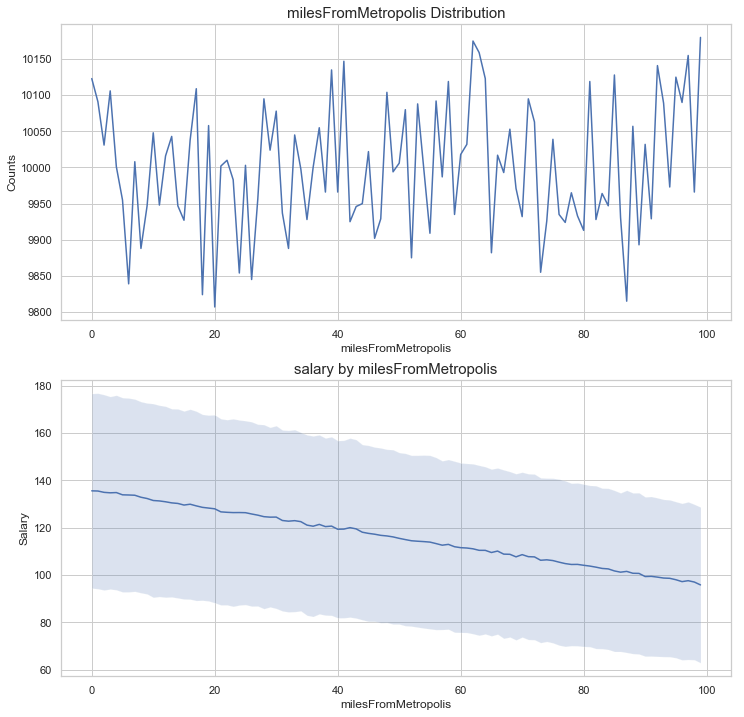 milesFromMetropolis Distribution
10150
10100
10050
10000
9950
9900
9850
9800
Counts
0 20 40 60 80 100
milesFromMetropolis
salary by milesFromMetropolis
180
160
140
120
100
80
60
Salary
0 20 40 60 80 100
milesFromMetropolis